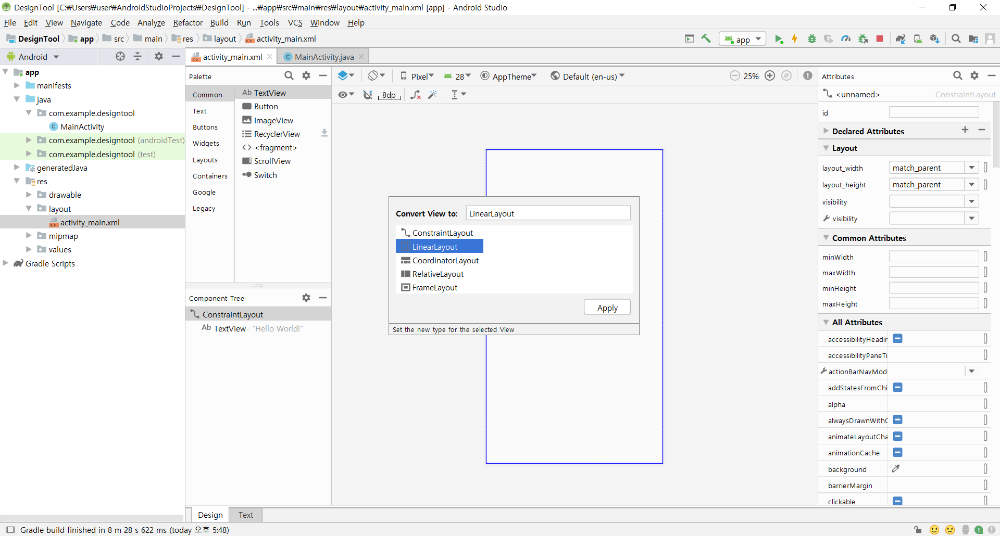 DesignTool [C:₩Users₩user₩AndroidStudioProjects₩DesignTool] - ...₩app₩src₩main₩res₩layout₩activity_main.xml [app] - Android Studio
File Edit View Navigate Code Analyze Refactor Build Run Tools VCS Window Help
DesignTool app src main res layout activity_main.xml app
Android
app
manifests
java
com.example.designtool
MainActivity
com.example.designtool (androidTest)
com.example.designtool (test)
generatedJava
res
drawable
layout
activity_main.xml
mipmap
values
Gradle Scripts
activity_main.xml MainActivity.java
Palette
Common
Text
Buttons
Widgets
Layouts
Containers
Google
Legacy
Ab TextView
Button
ImageView
RecyclerView
<> <fragment>
ScrollView
Switch
Component Tree
ConstraintLayout
Ab TextView- "Hello World!"
Pixel 28 AppTheme Default (en-us) 25%
8dp
Convert View to: LinearLayout
ConstraintLayout
LinearLayout
CoordinatorLayout
RelativeLayout
FrameLayout
Apply
Set the new type for the selected View
Attributes
<unnamed> ConstraintLayout
id
Declared Attributes
Layout
layout_width match_parent
layout_height match_parent
visibility
visibility
Common Attributes
minWidth
maxWidth
minHeight
maxHeight
All Attributes
accessibilityHeadin
accessibilityPaneTi
actionBarNavMod
addStatesFromChi
alpha
alwaysDrawnWithC
animateLayoutCha
animationCache
background
barrierMargin
clickable
Design Text
Gradle build finished in 8 m 28 s 622 ms (today 오후 5:48)
1